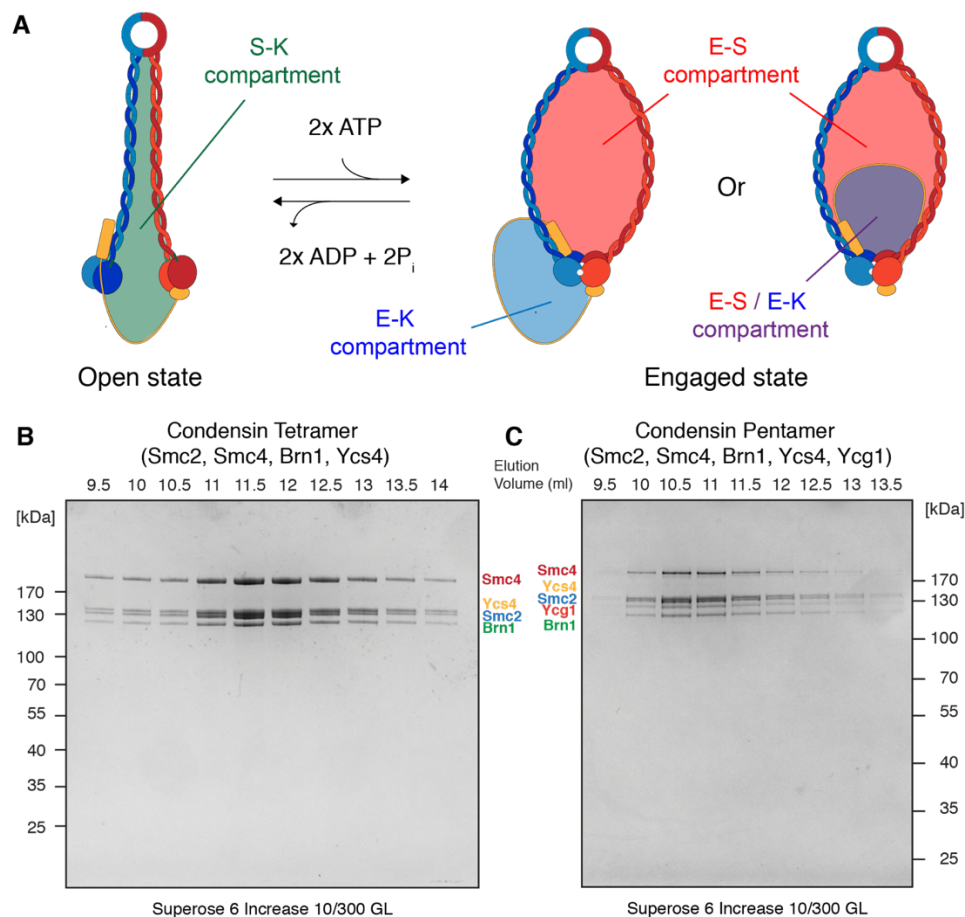 A
S-K
compartment
2x ATP
2x ADP + 2Pi
Open state
E-S
compartment
Or
E-K
compartment
E-S / E-K
compartment
Engaged state
B
Condensin Tetramer
(Smc2, Smc4, Brn1, Ycs4)
9.5 10 10.5 11 11.5 12 12.5 13 13.5 14
[kDa]
170
130
100
70
55
40
35
25
Smc4
Ycs4
Smc2
Brn1
Superose 6 Increase 10/300 GL
C
Condensin Pentamer
(Smc2, Smc4, Brn1, Ycs4, Ycg1)
Elution
Volume (ml)
9.5 10 10.5 11 11.5 12 12.5 13 13.5
[kDa]
Smc4
Ycs4
Smc2
Ycg1
Brn1
170
130
100
70
55
40
35
25
Superose 6 Increase 10/300 GL